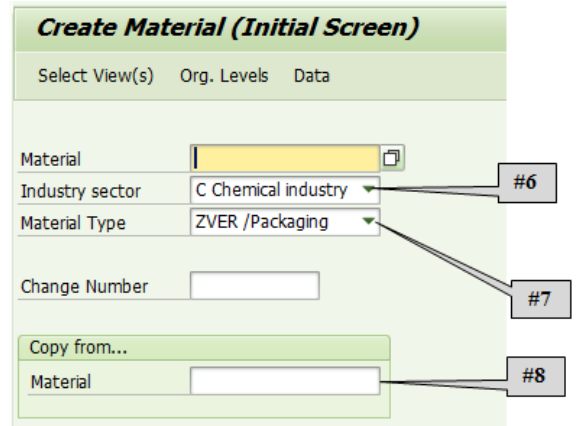 Create Material (Initial Screen)
Select View(s) Org. Levels Data
Material
Industry sector C Chemical industry
#6
Material Type ZVER /Packaging
Change Number
#7
Copy from...
Material
#8